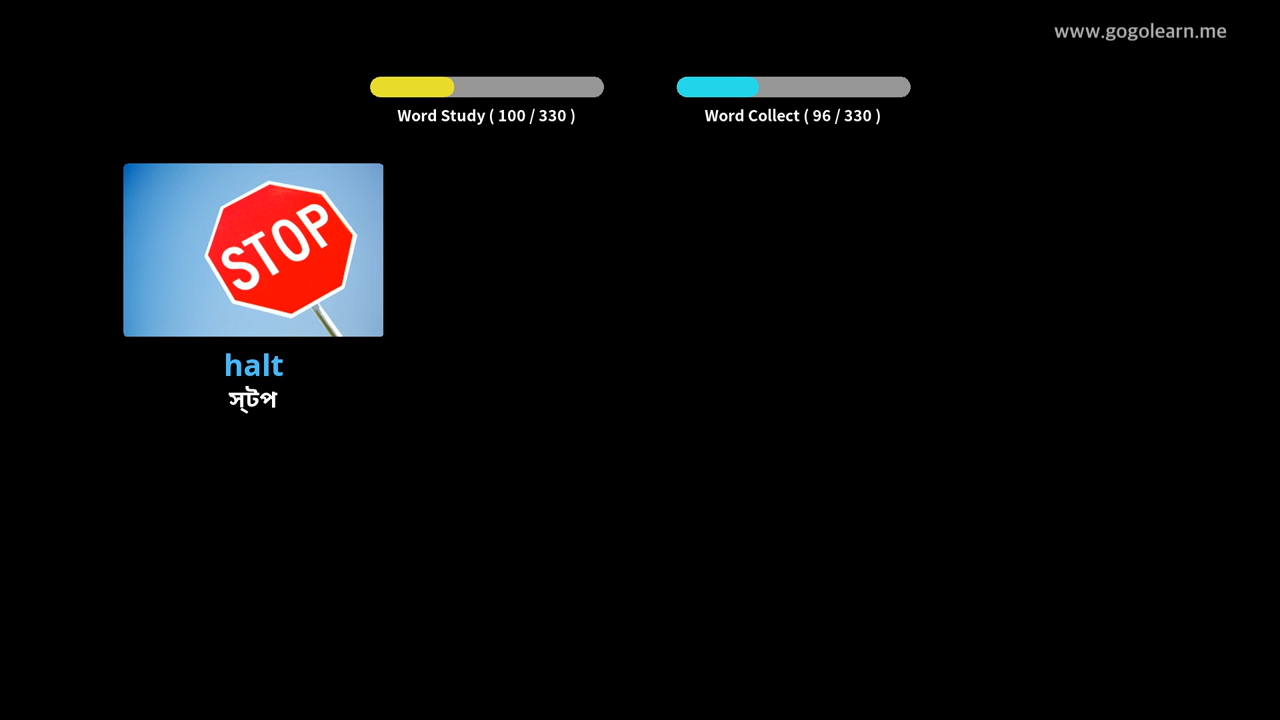 www.gogolearn.me
Word Study ( 100 / 330 )
Word Collect ( 96 / 330 )
STOP
halt
স্টপ